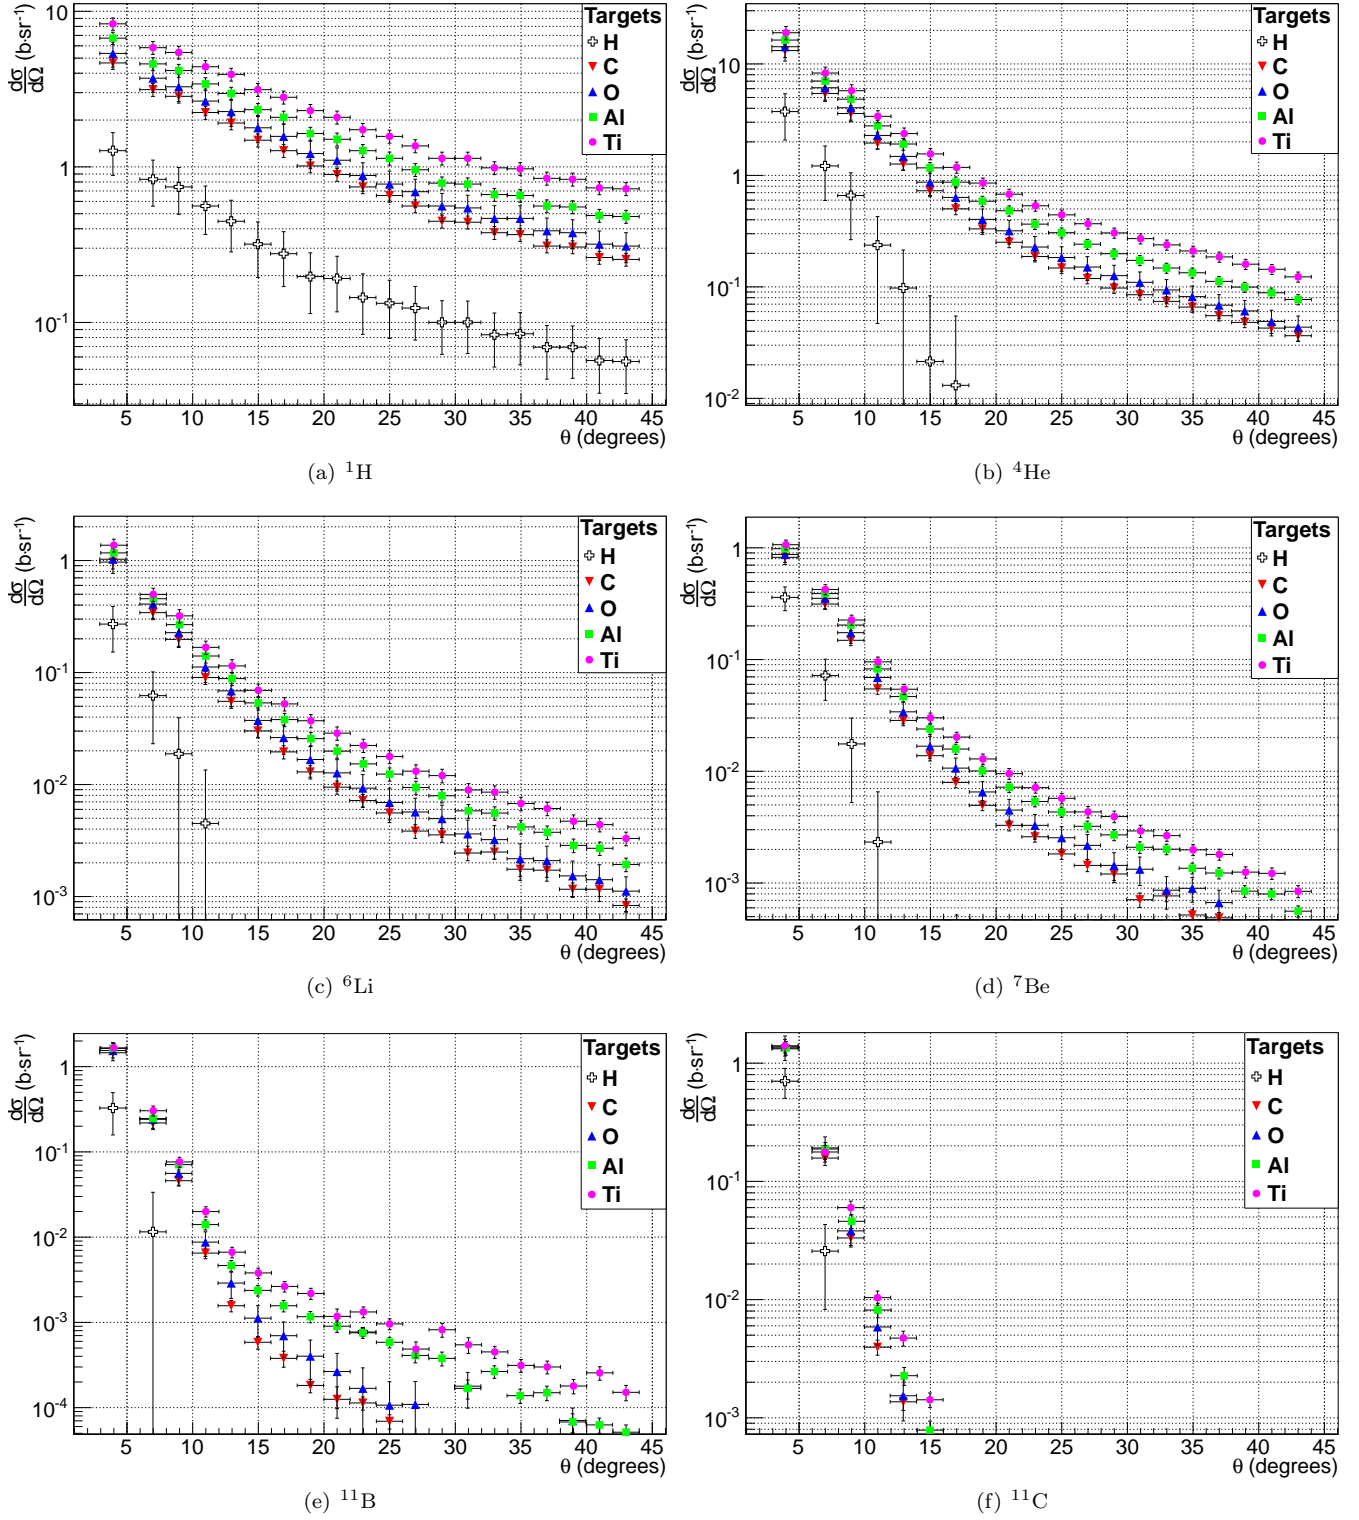 dσ/dΩ (b·sr⁻¹)
10
1
10⁻¹
5 10 15 20 25 30 35 40 45
θ (degrees)
Targets
H
C
O
Al
Ti
(a) ¹H
dσ/dΩ (b·sr⁻¹)
10
1
10⁻¹
10⁻²
5 10 15 20 25 30 35 40 45
θ (degrees)
Targets
H
C
O
Al
Ti
(b) ⁴He
dσ/dΩ (b·sr⁻¹)
1
10⁻¹
10⁻²
10⁻³
5 10 15 20 25 30 35 40 45
θ (degrees)
Targets
H
C
O
Al
Ti
(c) ⁶Li
dσ/dΩ (b·sr⁻¹)
1
10⁻¹
10⁻²
10⁻³
5 10 15 20 25 30 35 40 45
θ (degrees)
Targets
H
C
O
Al
Ti
(d) ⁷Be
dσ/dΩ (b·sr⁻¹)
1
10⁻¹
10⁻²
10⁻³
10⁻⁴
5 10 15 20 25 30 35 40 45
θ (degrees)
Targets
H
C
O
Al
Ti
(e) ¹¹B
dσ/dΩ (b·sr⁻¹)
1
10⁻¹
10⁻²
10⁻³
5 10 15 20 25 30 35 40 45
θ (degrees)
Targets
H
C
O
Al
Ti
(f) ¹¹C